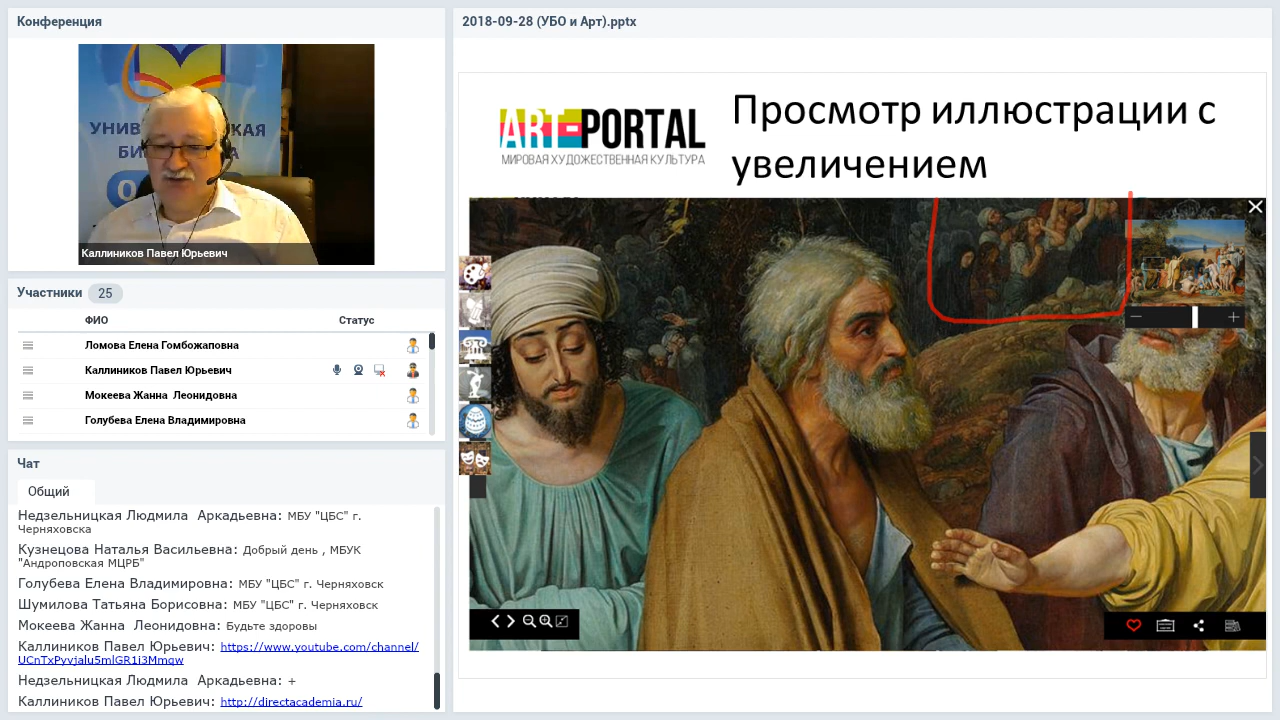 Конференция
УНИВ СКАЯ
БИ А
Каллиников Павел Юрьевич
Участники 25
ФИО Статус
Ломова Елена Гомбожаповна
Каллиников Павел Юрьевич
Мокеева Жанна Леонидовна
Голубева Елена Владимировна
Чат
Общий
Недзельницкая Людмила Аркадьевна: МБУ "ЦБС" г.
Черняховска
Кузнецова Наталья Васильевна: Добрый день , МБУК
"Андроповская МЦРБ"
Голубева Елена Владимировна: МБУ "ЦБС" г. Черняховск
Шумилова Татьяна Борисовна: МБУ "ЦБС" г. Черняховск
Мокеева Жанна Леонидовна: Будьте здоровы
Каллиников Павел Юрьевич: https://www.youtube.com/channel/
Недзельницкая Людмила Аркадьевна: +
Каллиников Павел Юрьевич: http://directacademia.ru/
2018-09-28 (УБО и Арт).pptx
ART-PORTAL
МИРОВАЯ ХУДОЖЕСТВЕННАЯ КУЛЬТУРА
Просмотр иллюстрации с
увеличением